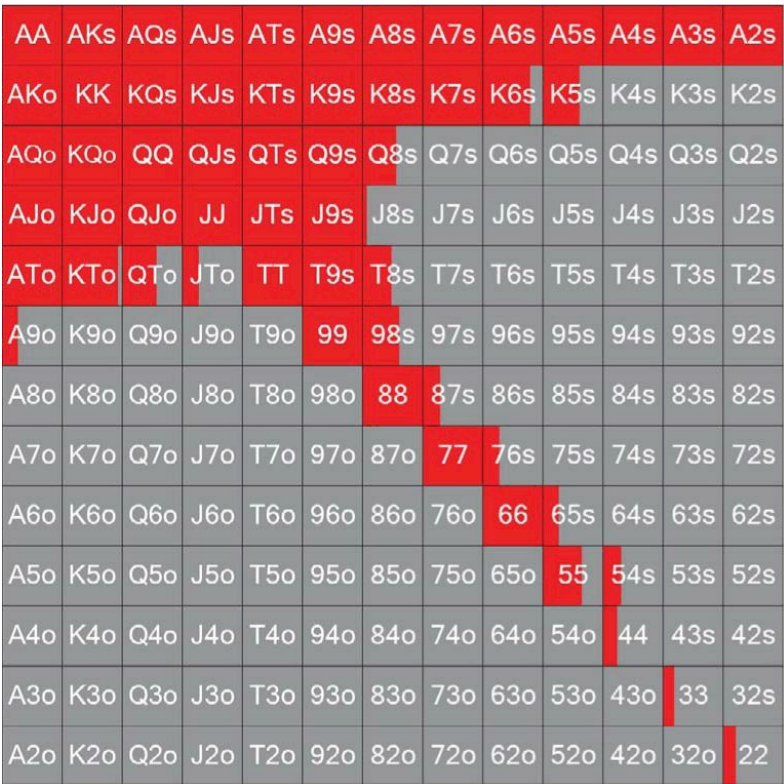 AA AKs AQs AJs ATs A9s A8s A7s A6s A5s A4s A3s A2s
AKo KK KQs KJs KTs K9s K8s K7s K6s K5s K4s K3s K2s
AQo KQo QQ QJs QTs Q9s Q8s Q7s Q6s Q5s Q4s Q3s Q2s
AJo KJo QJo JJ JTs J9s J8s J7s J6s J5s J4s J3s J2s
ATo KTo QTo JTo TT T9s T8s T7s T6s T5s T4s T3s T2s
A9o K9o Q9o J9o T9o 99 98s 97s 96s 95s 94s 93s 92s
A8o K8o Q8o J8o T8o 98o 88 87s 86s 85s 84s 83s 82s
A7o K7o Q7o J7o T7o 97o 87o 77 76s 75s 74s 73s 72s
A6o K6o Q6o J6o T6o 96o 86o 76o 66 65s 64s 63s 62s
A5o K5o Q5o J5o T5o 95o 85o 75o 65o 55 54s 53s 52s
A4o K4o Q4o J4o T4o 94o 84o 74o 64o 54o 44 43s 42s
A3o K3o Q3o J3o T3o 93o 83o 73o 63o 53o 43o 33 32s
A2o K2o Q2o J2o T2o 92o 82o 72o 62o 52o 42o 32o 22